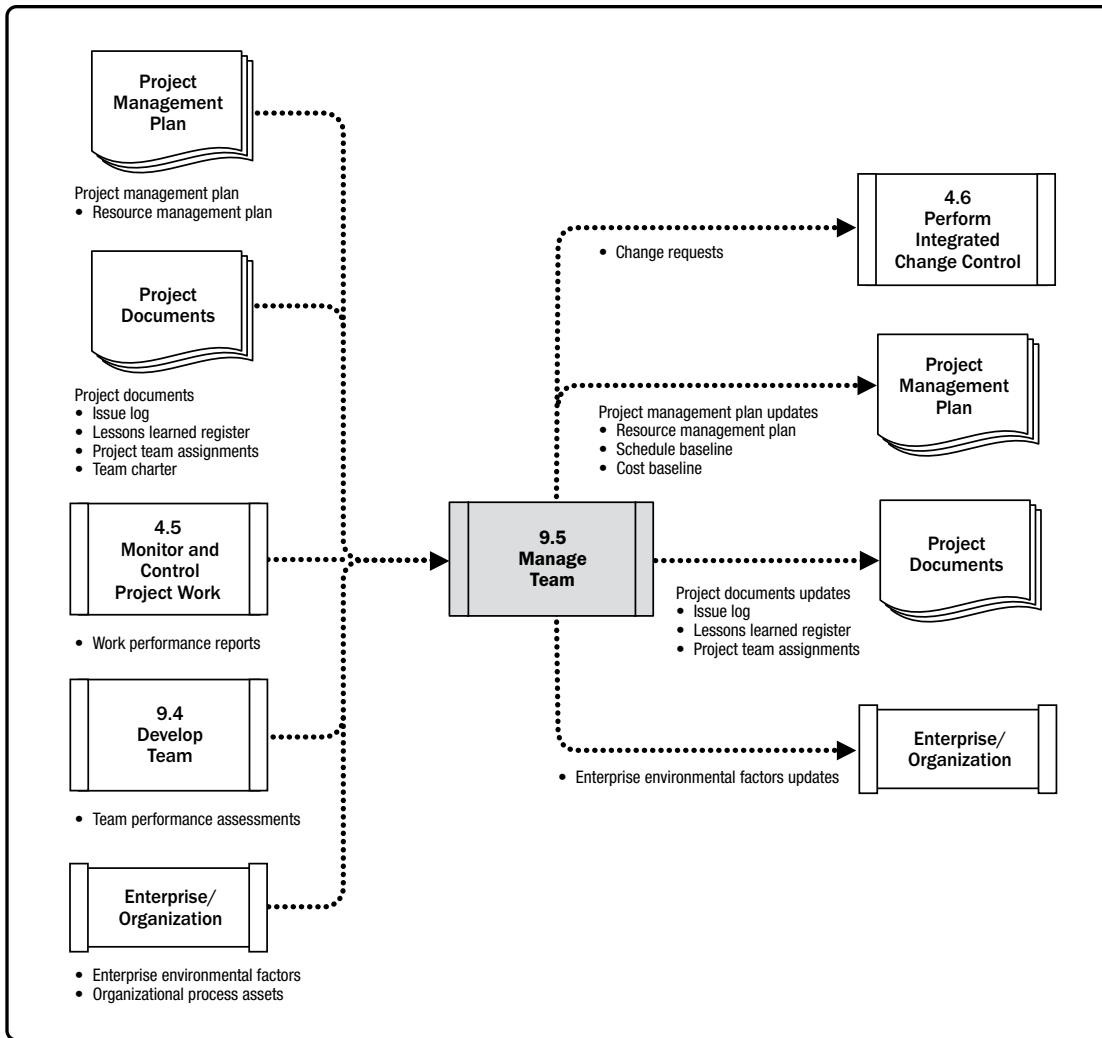 Project
Management
Plan
Project management plan
• Resource management plan
Project
Documents
Project documents
• Issue log
• Lessons learned register
• Project team assignments
• Team charter
4.5
Monitor and
Control
Project Work
• Work performance reports
9.4
Develop
Team
• Team performance assessments
Enterprise/
Organization
• Enterprise environmental factors
• Organizational process assets
9.5
Manage
Team
• Change requests
4.6
Perform
Integrated
Change Control
Project management plan updates
• Resource management plan
• Schedule baseline
• Cost baseline
Project
Management
Plan
Project documents updates
• Issue log
• Lessons learned register
• Project team assignments
Project
Documents
• Enterprise environmental factors updates
Enterprise/
Organization